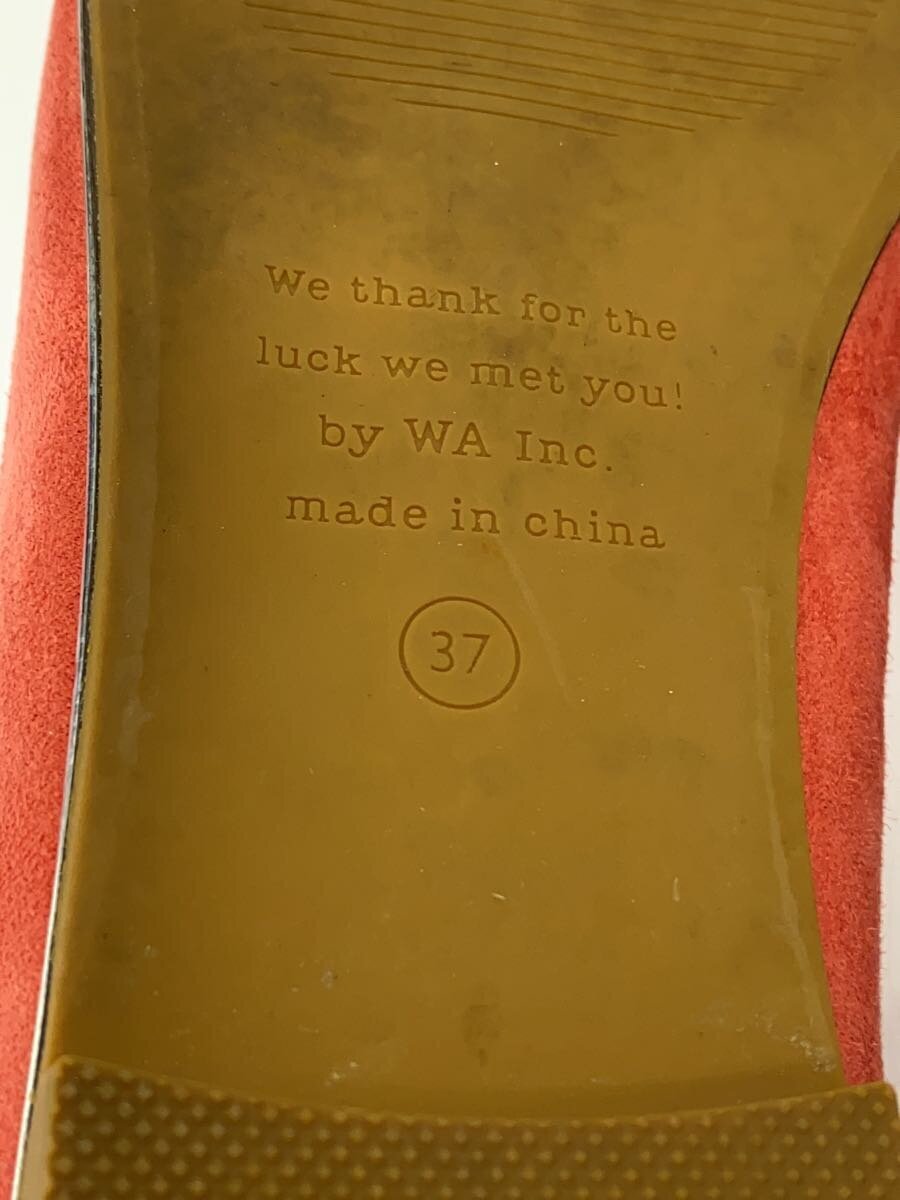 We thank for the
luck we met you!
by WA Inc.
made in china
37